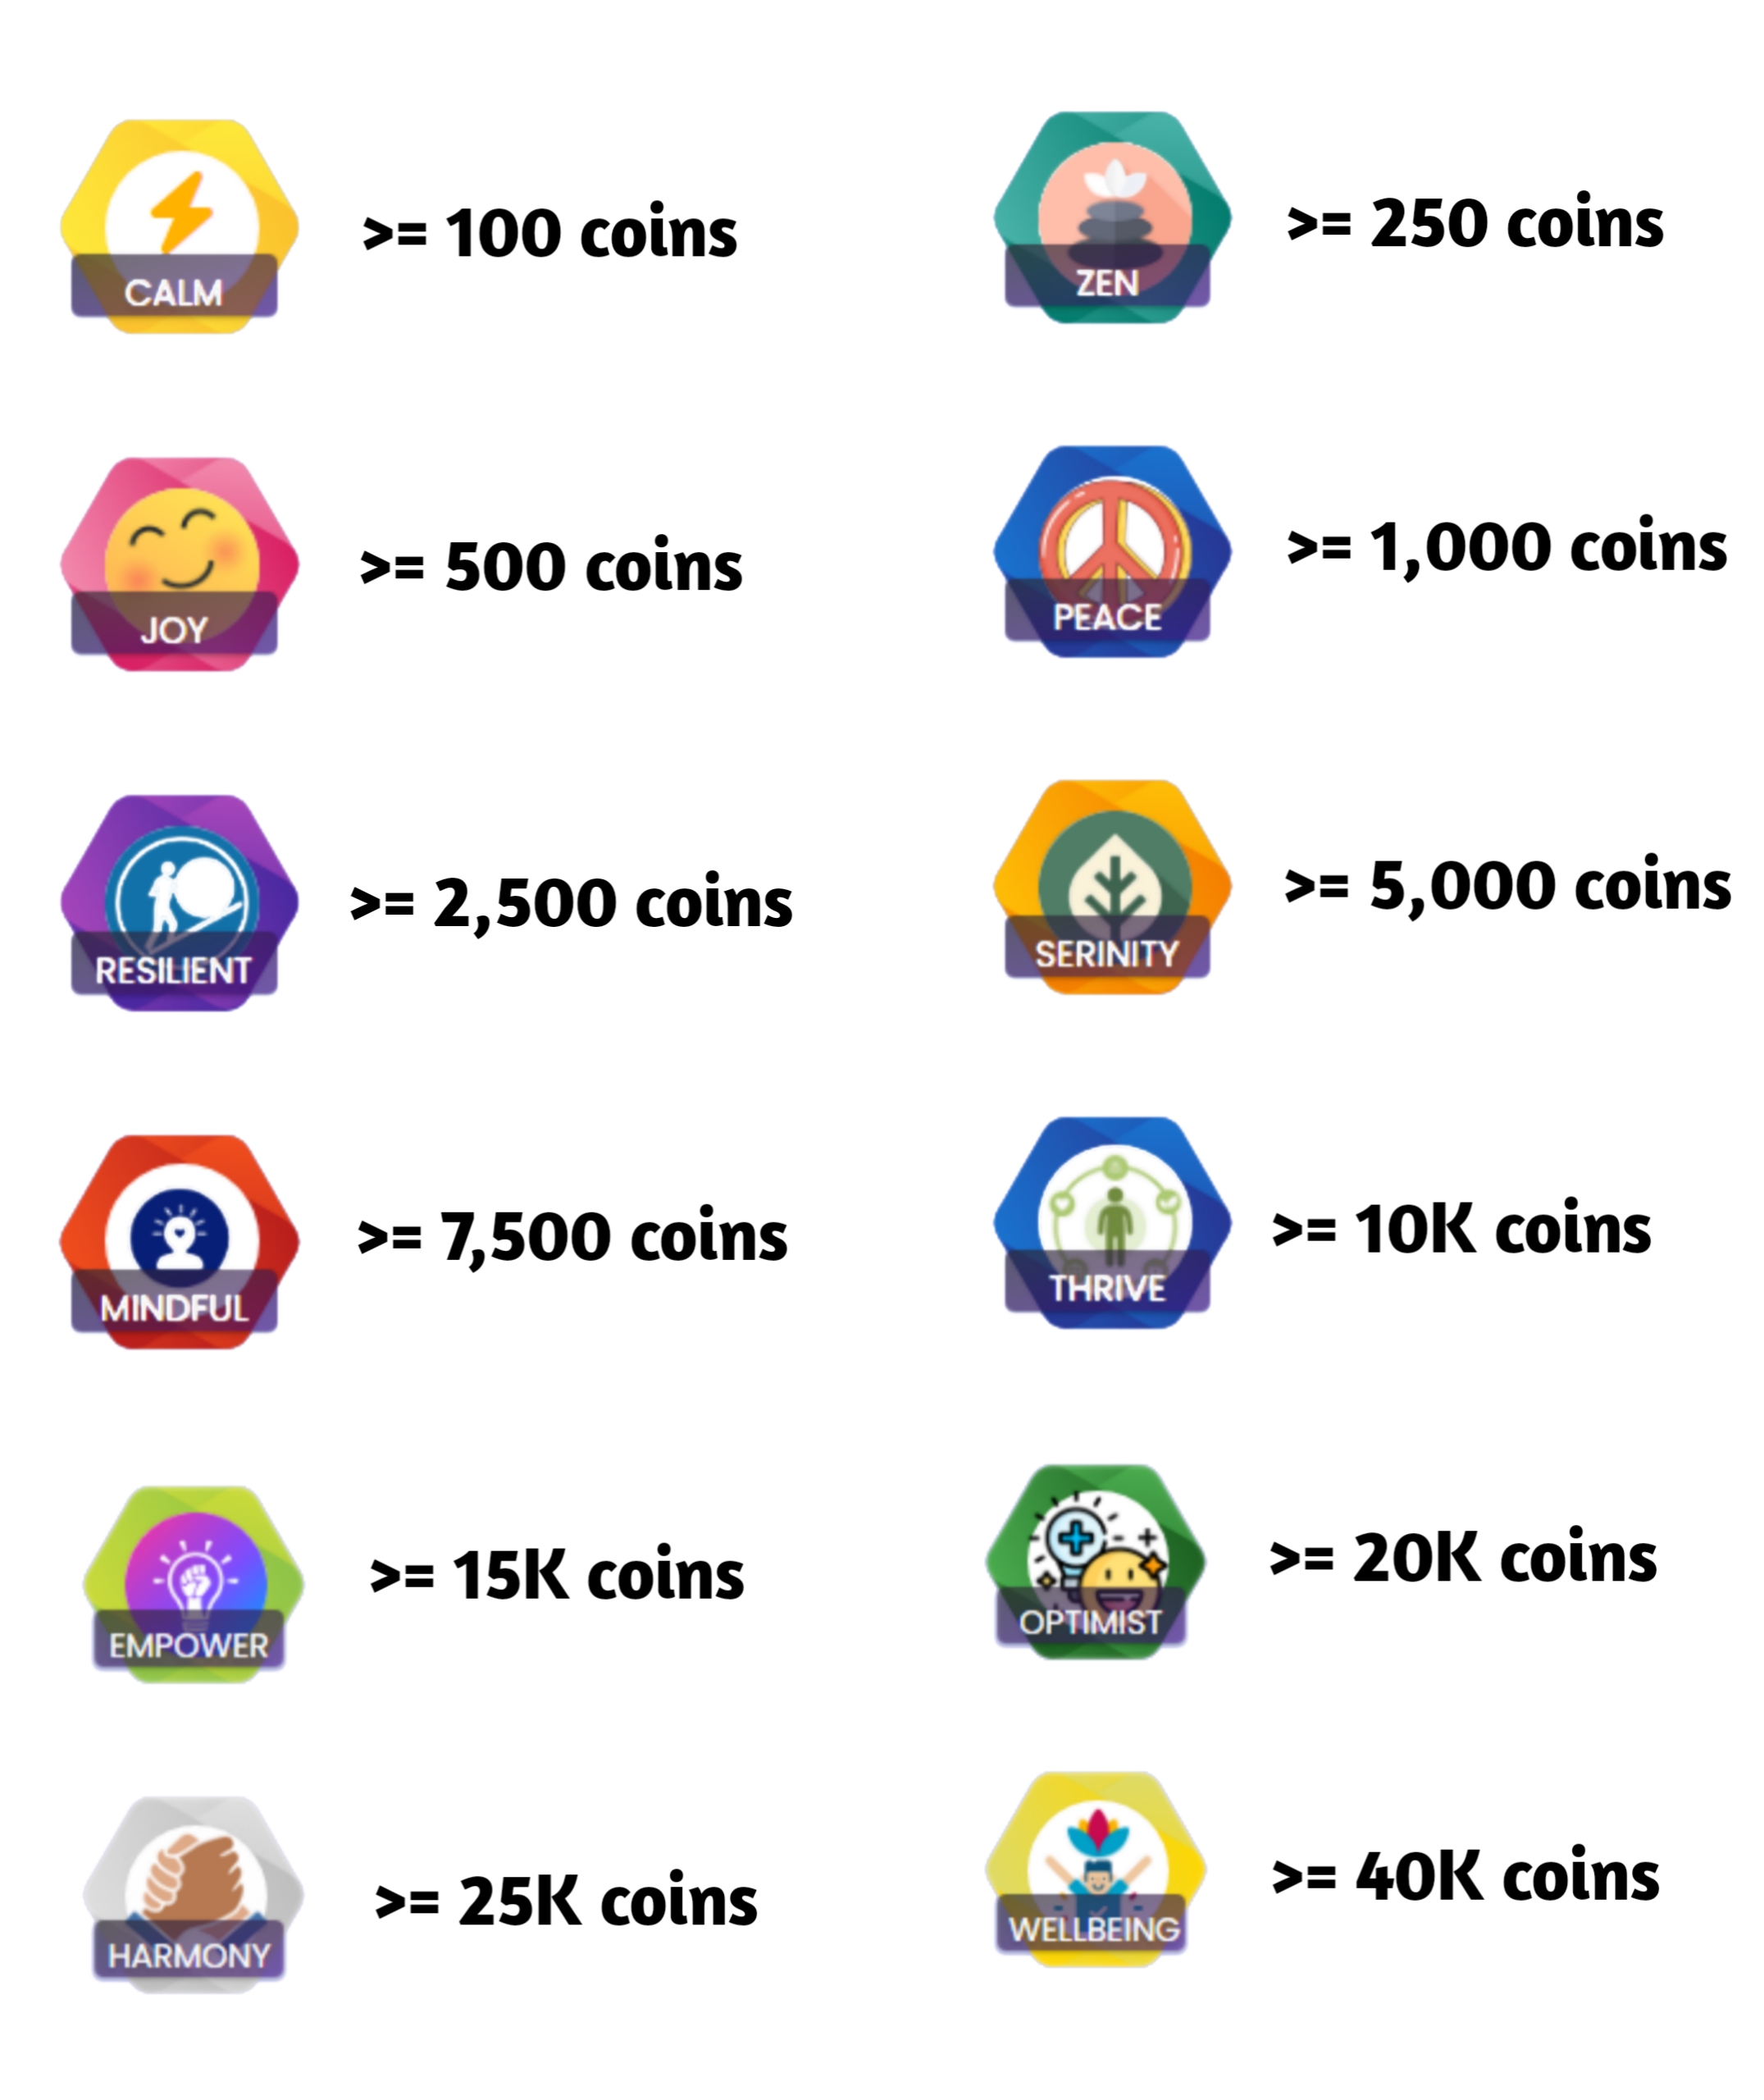 CALM
>= 100 coins
ZEN
>= 250 coins
JOY
>= 500 coins
PEACE
>= 1,000 coins
RESILIENT
>= 2,500 coins
SERINITY
>= 5,000 coins
MINDFUL
>= 7,500 coins
THRIVE
>= 10K coins
EMPOWER
>= 15K coins
OPTIMIST
>= 20K coins
HARMONY
>= 25K coins
WELLBEING
>= 40K coins